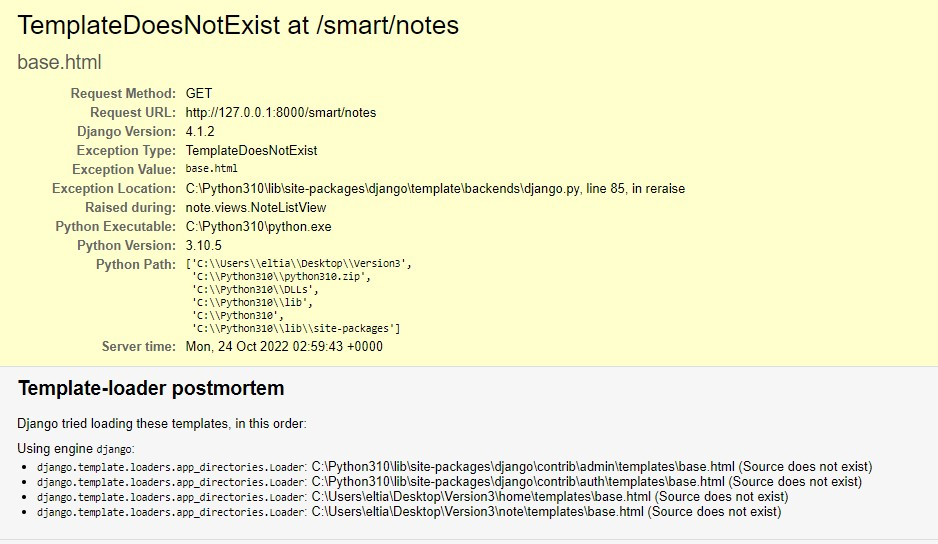 TemplateDoesNotExist at /smart/notes
base.html
Request Method: GET
Request URL: http://127.0.0.1:8000/smart/notes
Django Version: 4.1.2
Exception Type: TemplateDoesNotExist
Exception Value: base.html
Exception Location: C:\Python310\lib\site-packages\django\template\backends\django.py, line 85, in reraise
Raised during: note.views.NoteListView
Python Executable: C:\Python310\python.exe
Python Version: 3.10.5
Python Path: ['C:\\Users\\eltia\\Desktop\\Version3',
'C:\\Python310\\python310.zip',
'C:\\Python310\\DLLs',
'C:\\Python310\\lib',
'C:\\Python310',
'C:\\Python310\\lib\\site-packages']
Server time: Mon, 24 Oct 2022 02:59:43 +0000
Template-loader postmortem
Django tried loading these templates, in this order:
Using engine django:
• django.template.loaders.app_directories.Loader: C:\Python310\lib\site-packages\django\contrib\admin\templates\base.html (Source does not exist)
• django.template.loaders.app_directories.Loader: C:\Python310\lib\site-packages\django\contrib\auth\templates\base.html (Source does not exist)
• django.template.loaders.app_directories.Loader: C:\Users\eltia\Desktop\Version3\home\templates\base.html (Source does not exist)
• django.template.loaders.app_directories.Loader: C:\Users\eltia\Desktop\Version3\note\templates\base.html (Source does not exist)